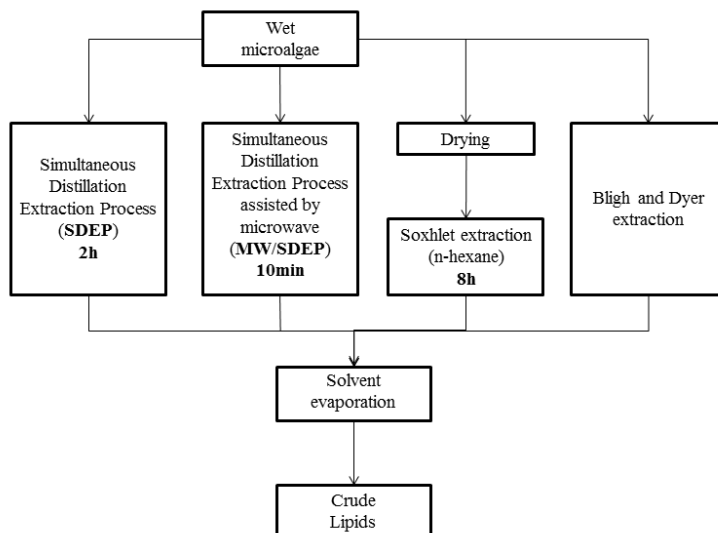 Wet
microalgae
Simultaneous
Distillation
Extraction Process
(SDEP)
2h
Simultaneous
Distillation
Extraction Process
assisted by
microwave
(MW/SDEP)
10min
Drying
Soxhlet extraction
(n-hexane)
8h
Bligh and Dyer
extraction
Solvent
evaporation
Crude
Lipids